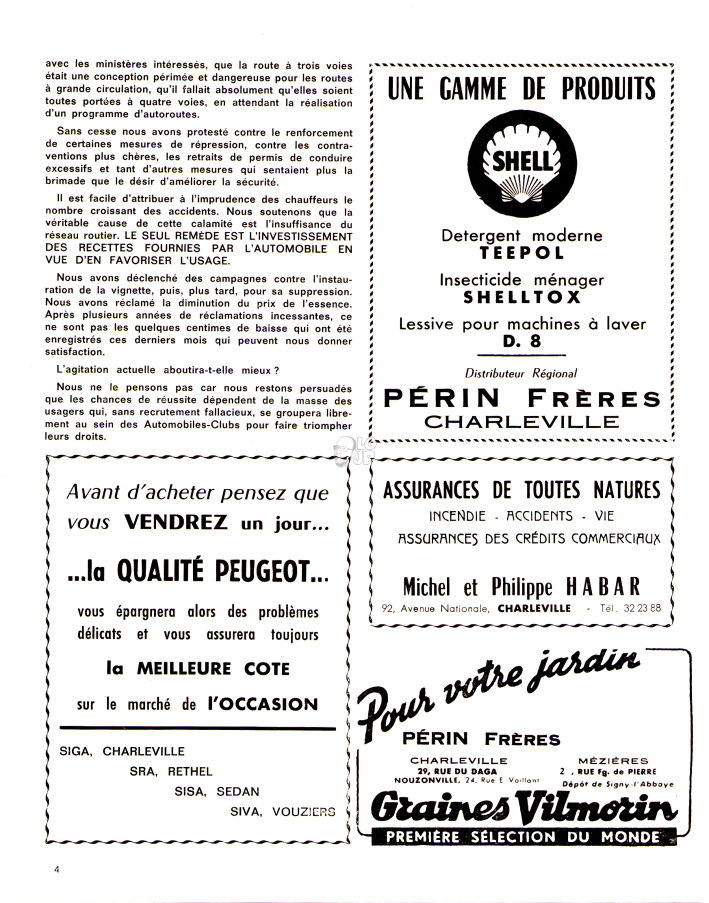 avec les ministères intéressés, que la route à trois voies
était une conception périmée et dangereuse pour les routes
à grande circulation, qu'il fallait absolument qu'elles soient
toutes portées à quatre voies, en attendant la réalisation
d'un programme d'autoroutes.
Sans cesse nous avons protesté contre le renforcement
de certaines mesures de répression, contre les contra-
ventions plus chères, les retraits de permis de conduire
excessifs et tant d'autres mesures qui sentaient plus la
brimade que le désir d'améliorer la sécurité.
Il est facile d'attribuer à l'imprudence des chauffeurs le
nombre croissant des accidents. Nous soutenons que la
véritable cause de cette calamité est l'insuffisance du
réseau routier. LE SEUL REMÈDE EST L'INVESTISSEMENT
DES RECETTES FOURNIES PAR L'AUTOMOBILE EN
VUE D'EN FAVORISER L'USAGE.
Nous avons déclenché des campagnes contre l'instau-
ration de la vignette, puis, plus tard, pour sa suppression.
Nous avons réclamé la diminution du prix de l'essence.
Après plusieurs années de réclamations incessantes, ce
ne sont pas les quelques centimes de baisse qui ont été
enregistrés ces derniers mois qui peuvent nous donner
satisfaction.
L'agitation actuelle aboutira-t-elle mieux ?
Nous ne le pensons pas car nous restons persuadés
que les chances de réussite dépendent de la masse des
usagers qui, sans recrutement fallacieux, se groupera libre-
ment au sein des Automobiles-Clubs pour faire triompher
leurs droits.
UNE GAMME DE PRODUITS
SHELL
Detergent moderne
TEEPOL
Insecticide ménager
SHELLTOX
Lessive pour machines à laver
D. 8
Distributeur Régional
PÉRIN FRÈRES
CHARLEVILLE
Avant d'acheter pensez que
vous VENDREZ un jour...
...la QUALITÉ PEUGEOT...
vous épargnera alors des problèmes
délicats et vous assurera toujours
la MEILLEURE COTE
sur le marché de l'OCCASION
SIGA, CHARLEVILLE
SRA, RETHEL
SISA, SEDAN
SIVA, VOUZIERS
ASSURANCES DE TOUTES NATURES
INCENDIE - ACCIDENTS - VIE
ASSURANCES DES CRÉDITS COMMERCIAUX
Michel et Philippe HABAR
92, Avenue Nationale, CHARLEVILLE - Tél. 32 23 88
Pour votre jardin
PÉRIN FRÈRES
CHARLEVILLE
29, RUE DU DAGA
NOUZONVILLE, 24, Rue E Vaillant
MÉZIÈRES
2 , RUE Fg. de PIERRE
Dépôt de Signy-l'Abbaye
Graines Vilmorin
PREMIÈRE SÉLECTION DU MONDE
4